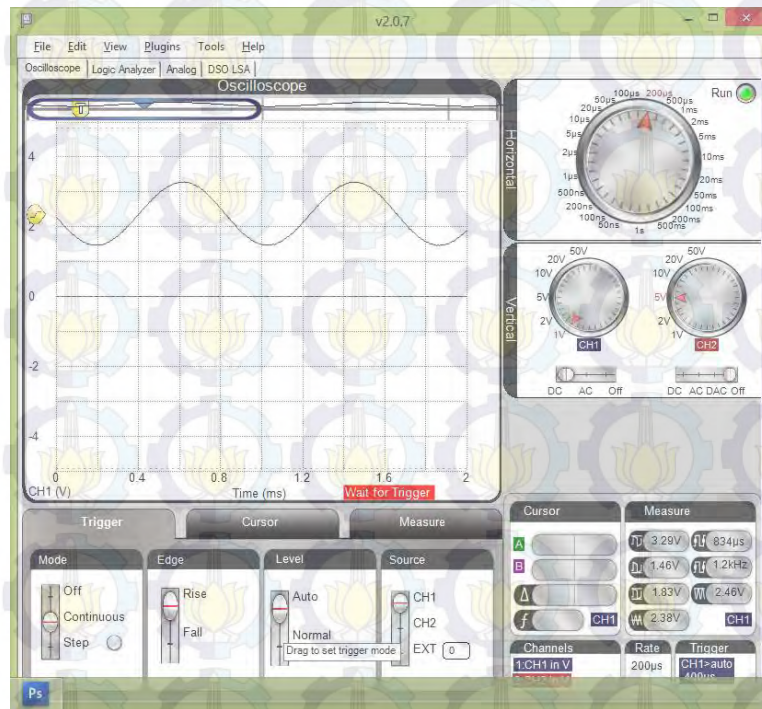 v2.0.7
File Edit View Plugins Tools Help
Oscilloscope Logic Analyzer Analog DSO LSA
Oscilloscope
4
2
0
-2
-4
0 0.4 0.8 1.2 1.6 2
CH1 (V) Time (ms) Wait for Trigger
Horizontal
Run
50ns
100ns
200ns
500ns
1µs
2µs
5µs
10µs
20µs
50µs
100µs
200µs
500µs
1ms
2ms
5ms
10ms
20ms
50ms
100ms
200ms
500ms
1s
Vertical
1V 2V 5V 10V 20V 50V
CH1
DC AC Off
1V 2V 5V 10V 20V 50V
CH2
DC AC DAC Off
Trigger Cursor Measure
Mode
Off
Continuous
Step
Edge
Rise
Fall
Level
Auto
Normal
Drag to set trigger mode
Source
CH1
CH2
EXT 0
Cursor
A
B
Δ
f CH1
Measure
3.29V 834µs
1.46V 1.2kHz
1.83V 2.46V
2.38V CH1
Channels
1:CH1 in V
Rate
200µs
Trigger
CH1>auto
400µs
Ps